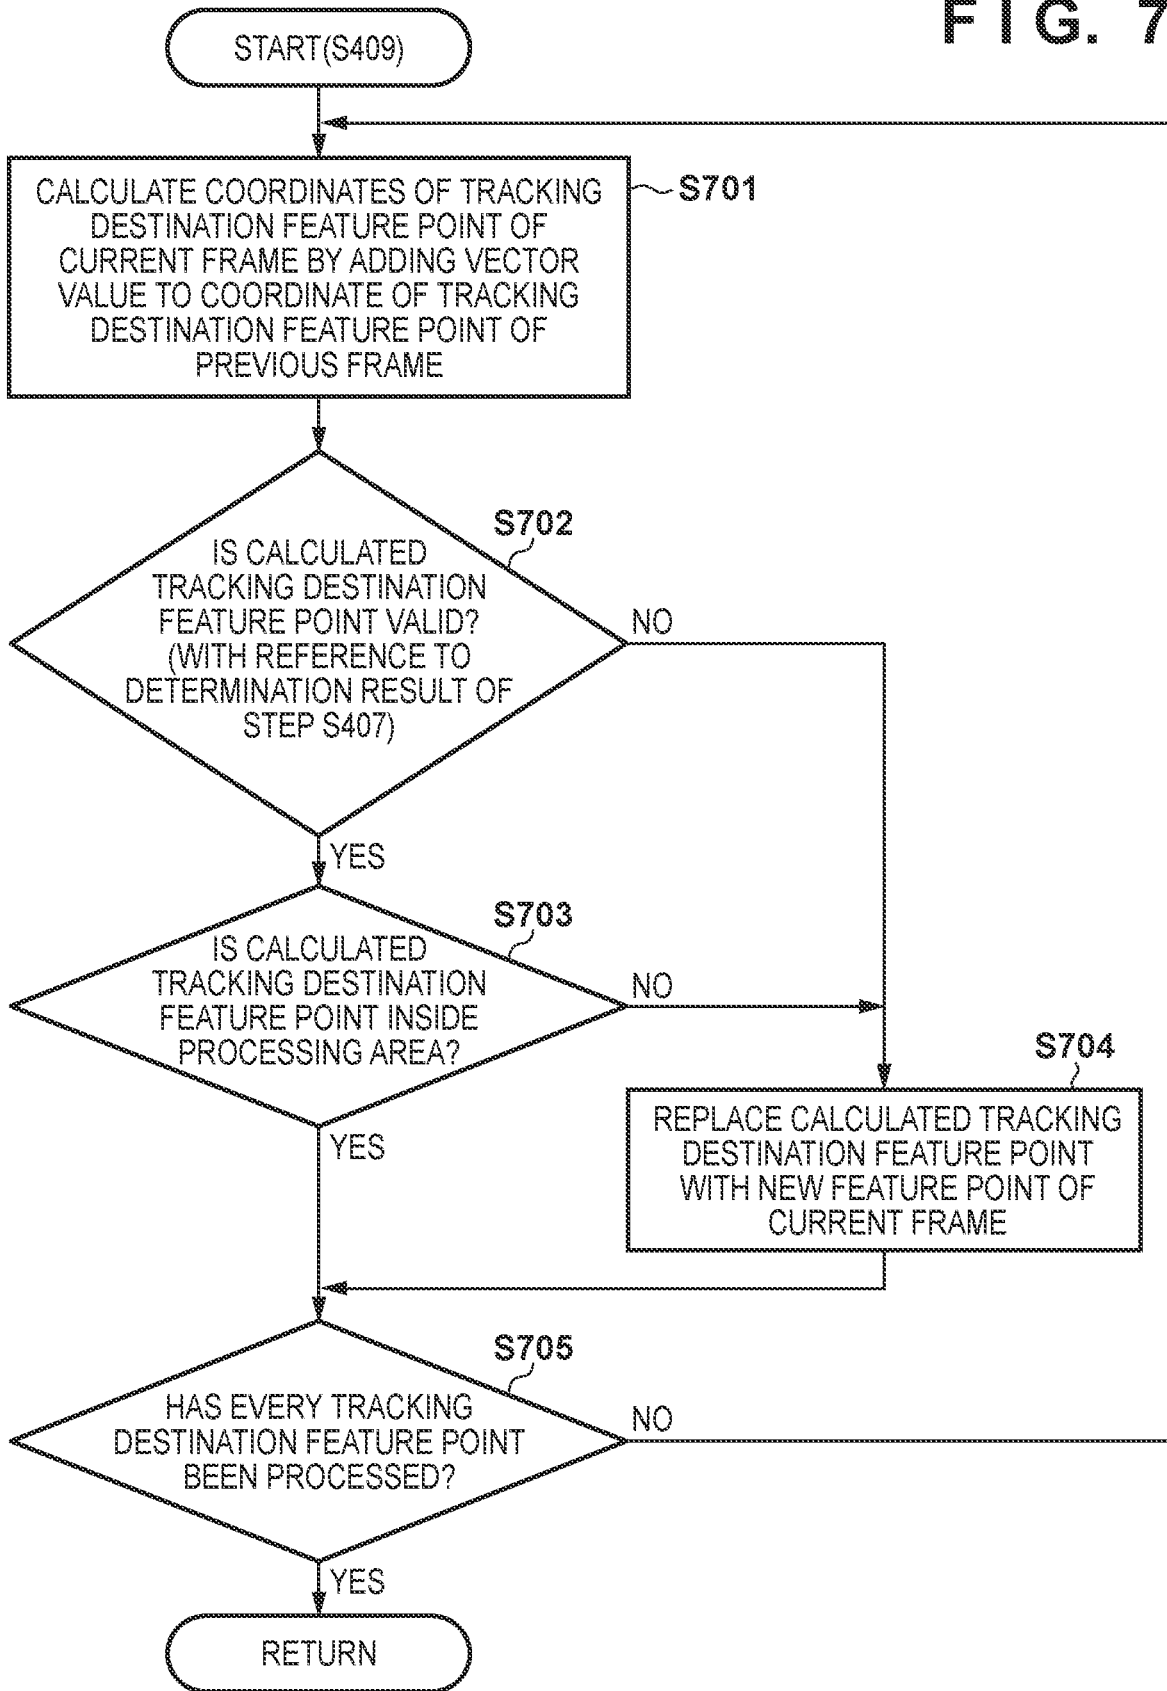 FIG. 7
START(S409)
S701
CALCULATE COORDINATES OF TRACKING
DESTINATION FEATURE POINT OF
CURRENT FRAME BY ADDING VECTOR
VALUE TO COORDINATE OF TRACKING
DESTINATION FEATURE POINT OF
PREVIOUS FRAME
S702
IS CALCULATED
TRACKING DESTINATION
FEATURE POINT VALID?
(WITH REFERENCE TO
DETERMINATION RESULT OF
STEP S407)
NO
YES
S703
IS CALCULATED
TRACKING DESTINATION
FEATURE POINT INSIDE
PROCESSING AREA?
NO
YES
S704
REPLACE CALCULATED TRACKING
DESTINATION FEATURE POINT
WITH NEW FEATURE POINT OF
CURRENT FRAME
S705
HAS EVERY TRACKING
DESTINATION FEATURE POINT
BEEN PROCESSED?
NO
YES
RETURN